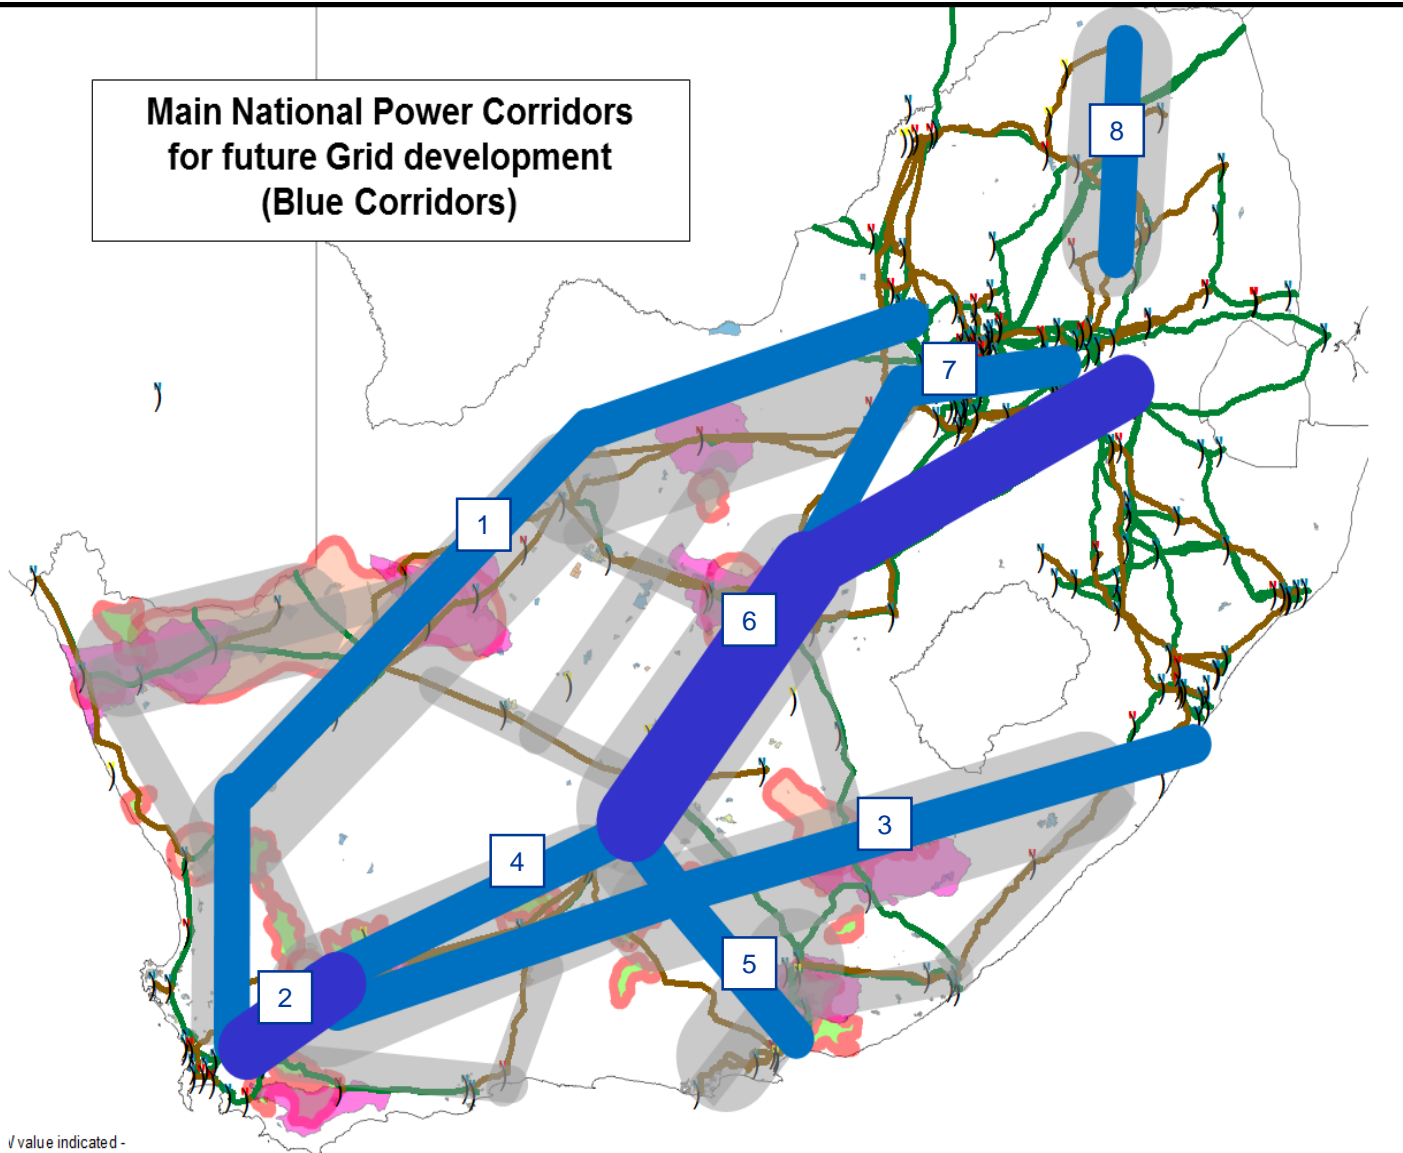 Main National Power Corridors
for future Grid development
(Blue Corridors)
8
7
1
6
3
4
5
2
value indicated -